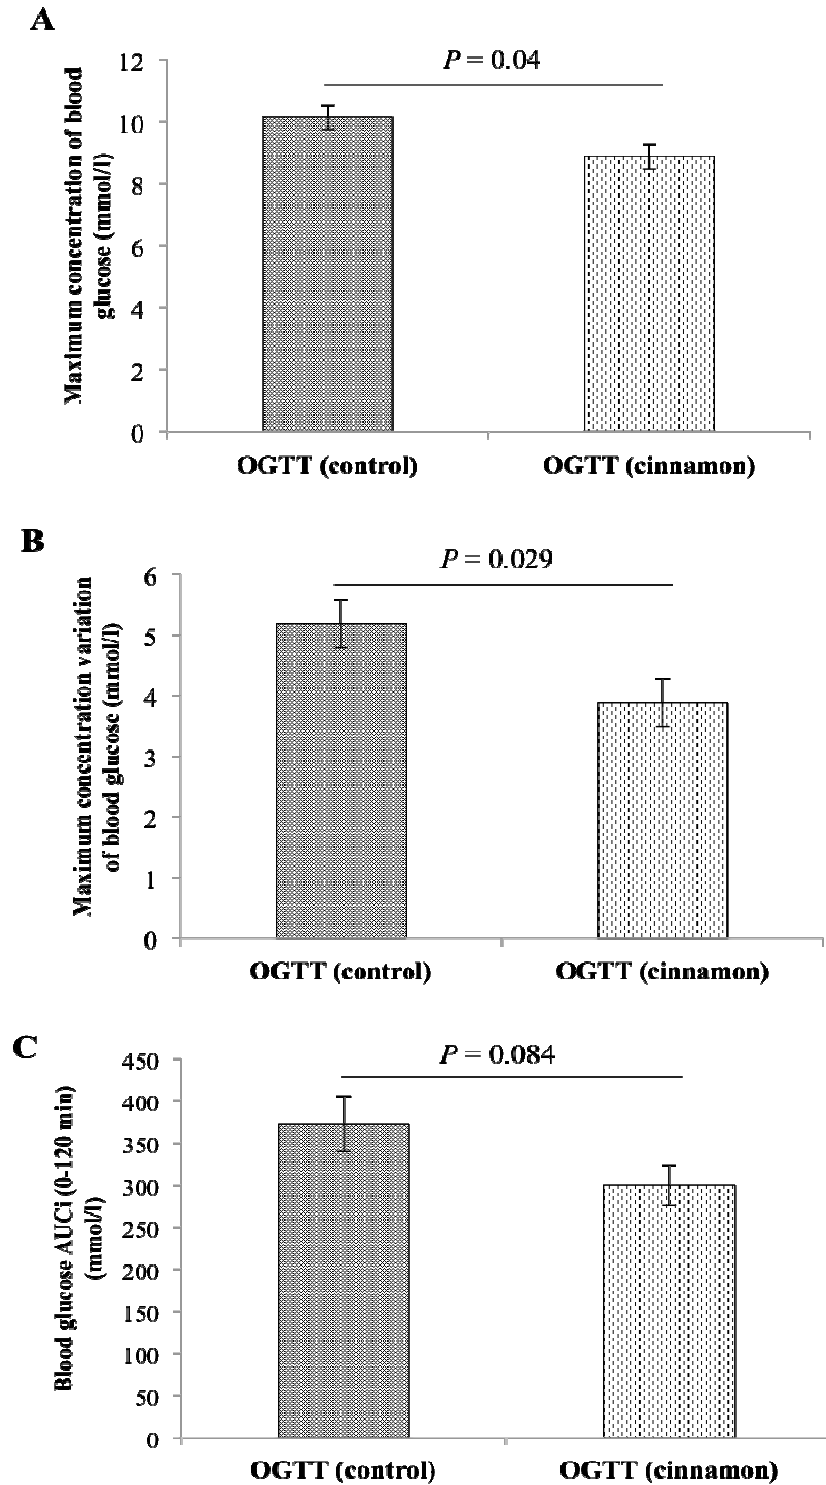 A
P = 0.04
Maximum concentration of blood
glucose (mmol/l)
12
10
8
6
4
2
0
OGTT (control)
OGTT (cinnamon)
B
P = 0.029
Maximum concentration variation
of blood glucose (mmol/l)
6
5
4
3
2
1
0
OGTT (control)
OGTT (cinnamon)
C
P = 0.084
Blood glucose AUCi (0-120 min)
(mmol/l)
450
400
350
300
250
200
150
100
50
0
OGTT (control)
OGTT (cinnamon)